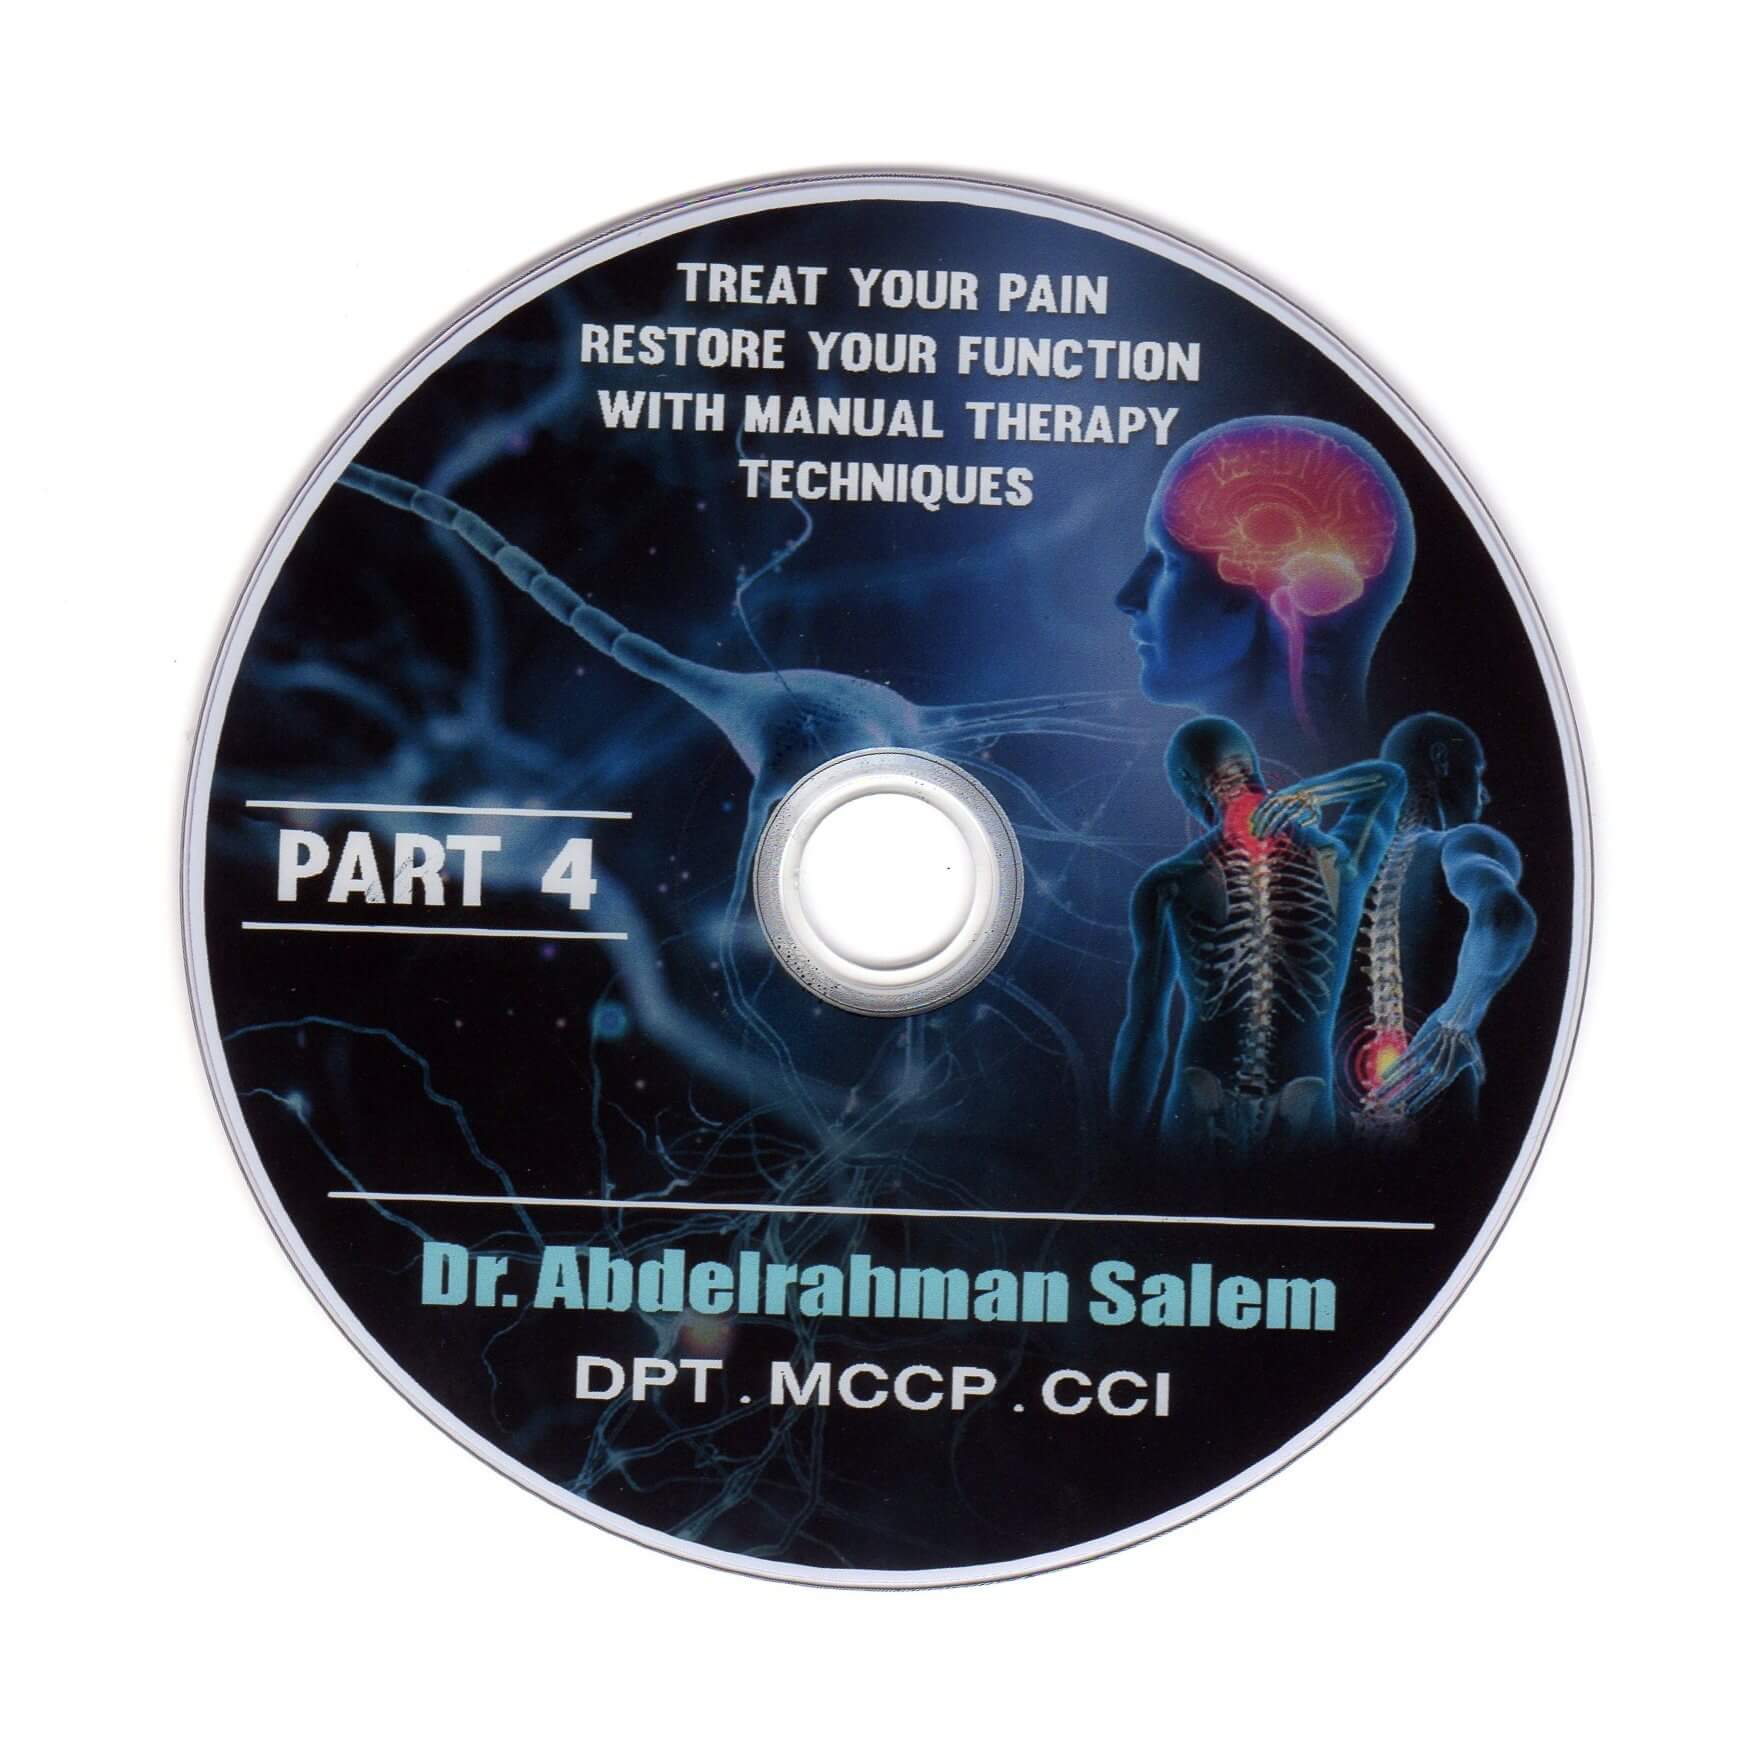 TREAT YOUR PAIN
RESTORE YOUR FUNCTION
WITH MANUAL THERAPY
TECHNIQUES
PART 4
Dr. Abdelrahman Salem
DPT . MCCP . CCI